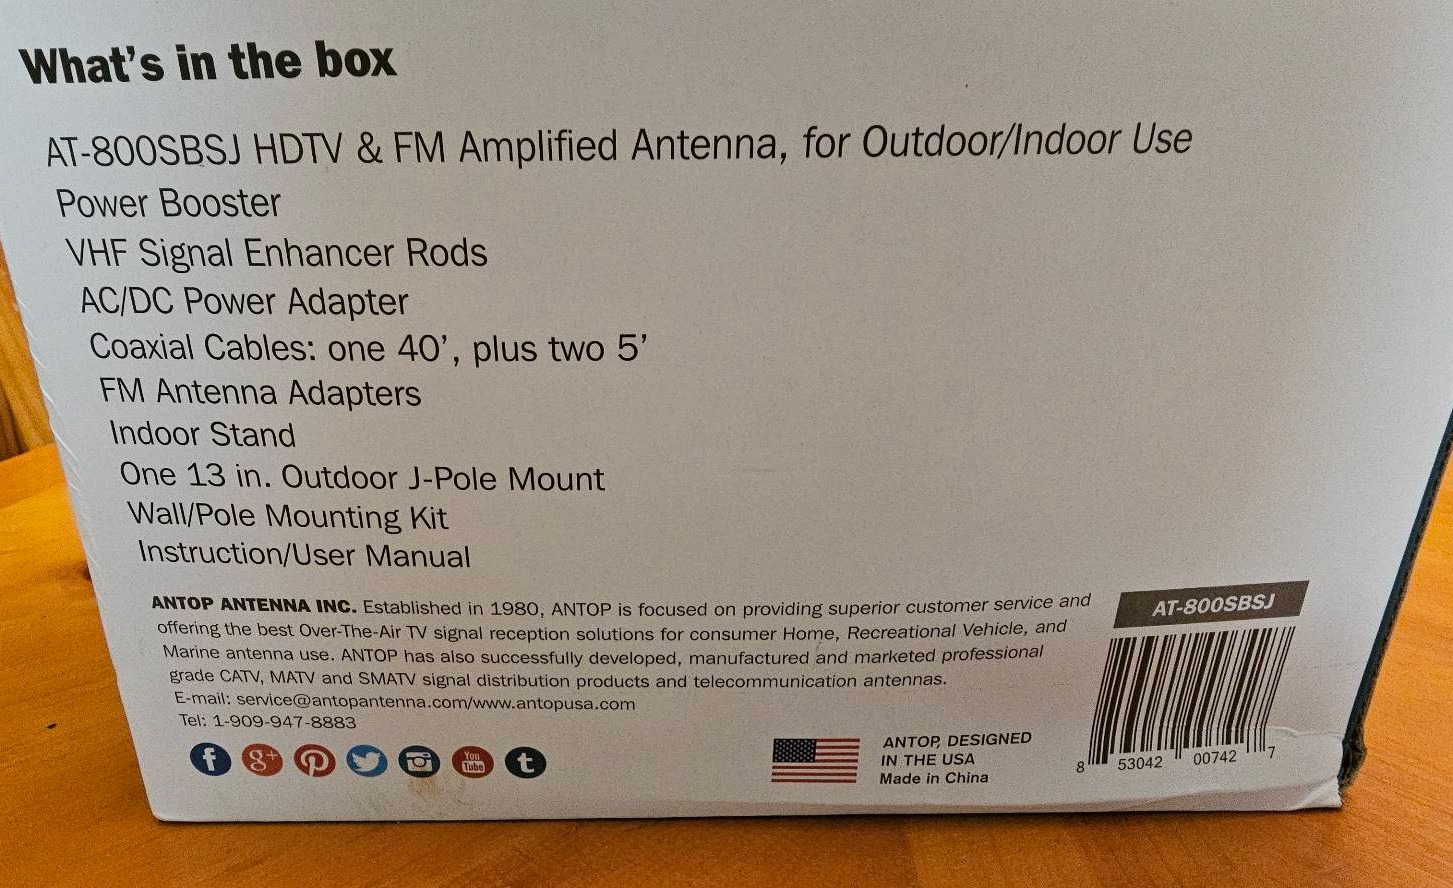 What's in the box
AT-800SBSJ HDTV & FM Amplified Antenna, for Outdoor/Indoor Use
Power Booster
VHF Signal Enhancer Rods
AC/DC Power Adapter
Coaxial Cables: one 40', plus two 5'
FM Antenna Adapters
Indoor Stand
One 13 in. Outdoor J-Pole Mount
Wall/Pole Mounting Kit
Instruction/User Manual
ANTOP ANTENNA INC. Established in 1980, ANTOP is focused on providing superior customer service and
offering the best Over-The-Air TV signal reception solutions for consumer Home, Recreational Vehicle, and
Marine antenna use. ANTOP has also successfully developed, manufactured and marketed professional
grade CATV, MATV and SMATV signal distribution products and telecommunication antennas.
E-mail: service@antopantenna.com/www.antopusa.com
Tel: 1-909-947-8883
f g+ You Tube t
ANTOP, DESIGNED
IN THE USA
Made in China
AT-800SBSJ
8 53042 00742 7